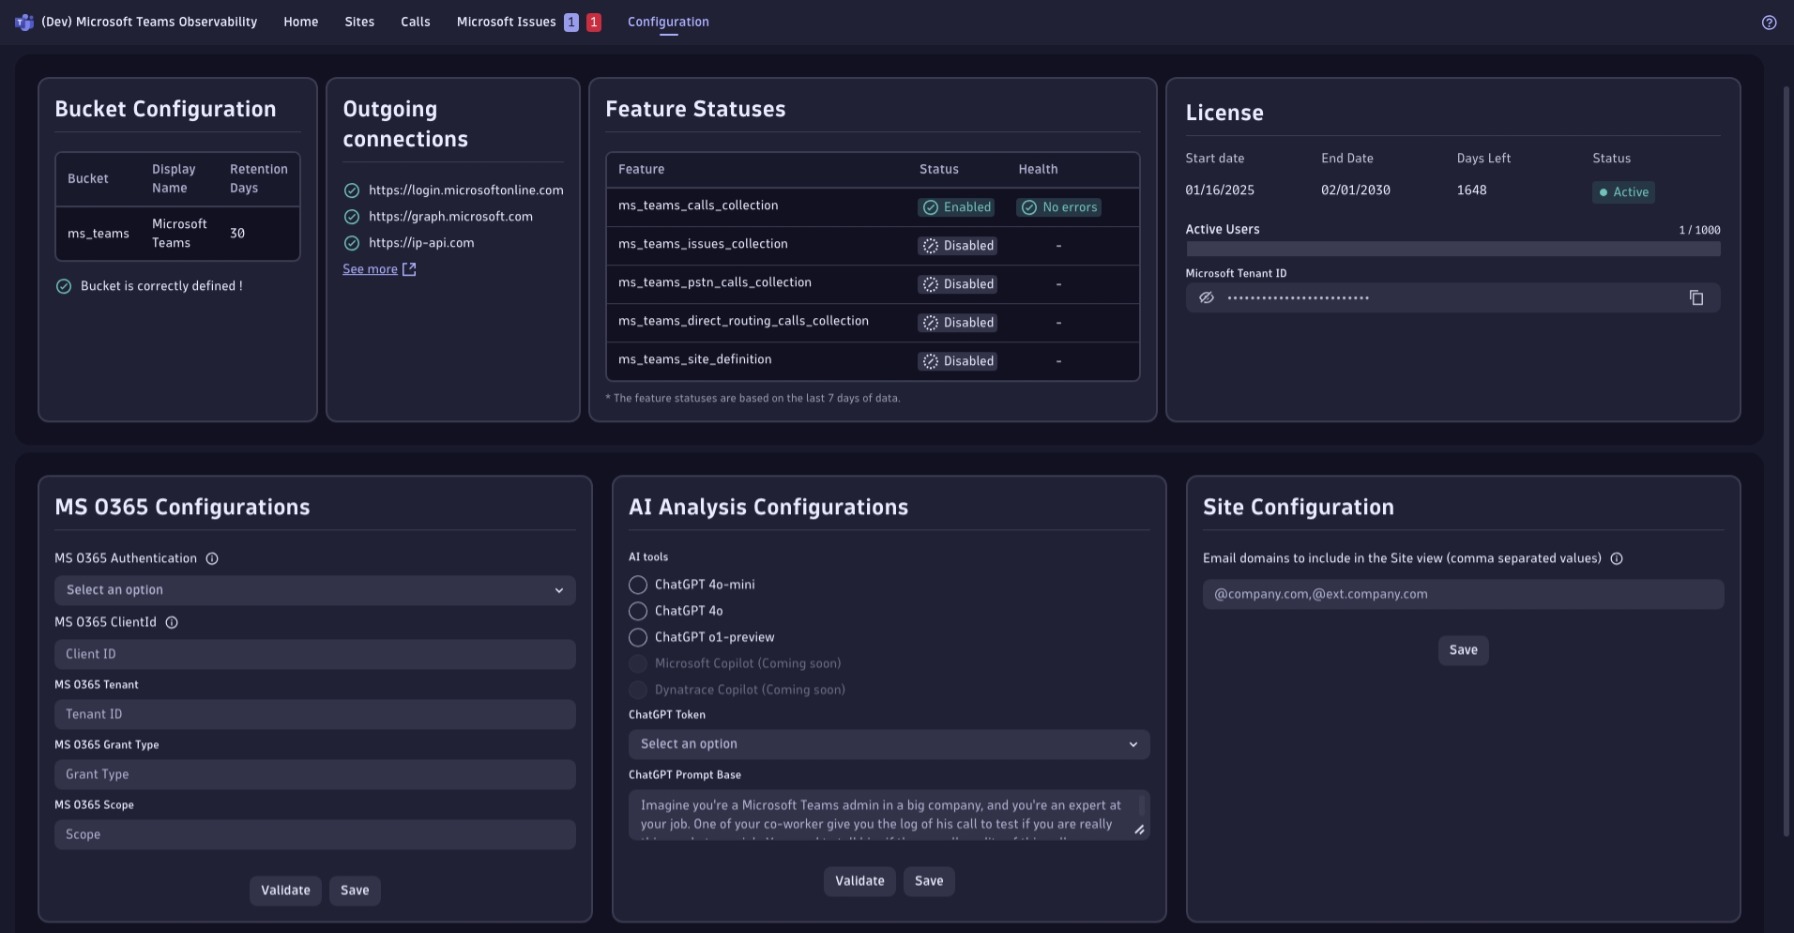 (Dev) Microsoft Teams Observability Home Sites Calls Microsoft Issues 1 1 Configuration
Bucket Configuration
Bucket Display Name Retention Days
ms_teams Microsoft Teams 30
Bucket is correctly defined !
Outgoing
connections
https://login.microsoftonline.com
https://graph.microsoft.com
https://ip-api.com
See more
Feature Statuses
Feature Status Health
ms_teams_calls_collection Enabled No errors
ms_teams_issues_collection Disabled -
ms_teams_pstn_calls_collection Disabled -
ms_teams_direct_routing_calls_collection Disabled -
ms_teams_site_definition Disabled -
* The feature statuses are based on the last 7 days of data.
License
Start date End Date Days Left Status
01/16/2025 02/01/2030 1648 Active
Active Users 1 / 1000
Microsoft Tenant ID
••••••••••••••••••••••••
MS O365 Configurations
MS O365 Authentication
Select an option
MS O365 ClientId
Client ID
MS O365 Tenant
Tenant ID
MS O365 Grant Type
Grant Type
MS O365 Scope
Scope
Validate Save
AI Analysis Configurations
AI tools
ChatGPT 4o-mini
ChatGPT 4o
ChatGPT o1-preview
Microsoft Copilot (Coming soon)
Dynatrace Copilot (Coming soon)
ChatGPT Token
Select an option
ChatGPT Prompt Base
Imagine you're a Microsoft Teams admin in a big company, and you're an expert at
your job. One of your co-worker give you the log of his call to test if you are really
Validate Save
Site Configuration
Email domains to include in the Site view (comma separated values)
@company.com,@ext.company.com
Save